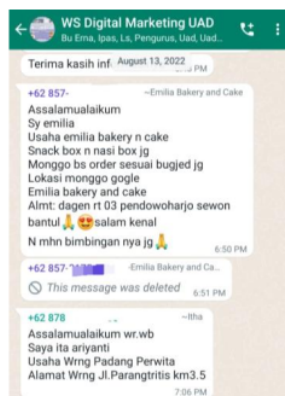 WS Digital Marketing UAD
Bu Erna, Ipas, Ls, Pengurus, Uad, Uad...
Terima kasih inf
August 13, 2022
PM
+62 857-
~Emilia Bakery and Cake
Assalamualaikum
Sy emilia
Usaha emilia bakery n cake
Snack box n nasi box jg
Monggo bs order sesuai bugjed jg
Lokasi monggo gogle
Emilia bakery and cake
Almt: dagen rt 03 pendowoharjo sewon
bantul🙏😍salam kenal
N mhn bimbingan nya jg🙏
6:50 PM
+62 857-
-Emilia Bakery and Ca...
This message was deleted
6:51 PM
+62 878
~Itha
Assalamualaikum wr.wb
Saya ita ariyanti
Usaha Wrng Padang Perwita
Alamat Wrng Jl.Parangtritis km3.5
7:06 PM